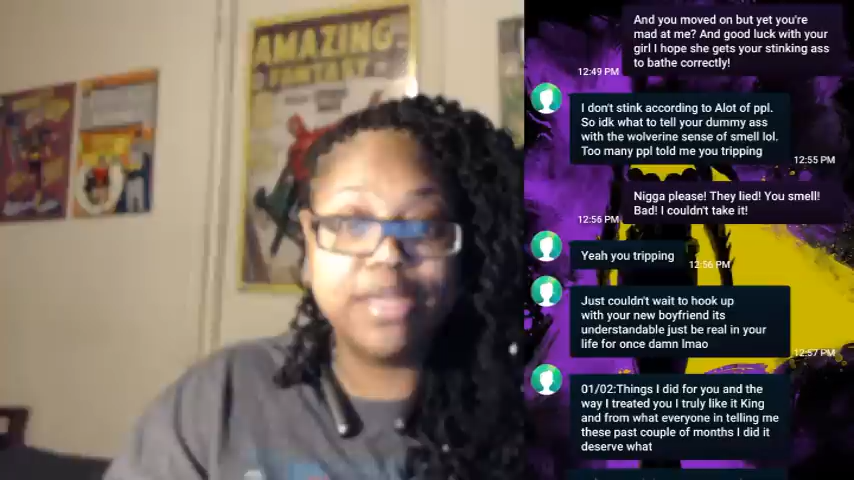 AMAZING
FANTASY
And you moved on but yet you're
mad at me? And good luck with your
girl I hope she gets your stinking ass
to bathe correctly!
12:49 PM
I don't stink according to Alot of ppl.
So idk what to tell your dummy ass
with the wolverine sense of smell lol.
Too many ppl told me you tripping
12:55 PM
Nigga please! They lied! You smell!
Bad! I couldn't take it!
12:56 PM
Yeah you tripping
12:56 PM
Just couldn't wait to hook up
with your new boyfriend its
understandable just be real in your
life for once damn lmao
12:57 PM
01/02:Things I did for you and the
way I treated you I truly like it King
and from what everyone in telling me
these past couple of months I did it
deserve what